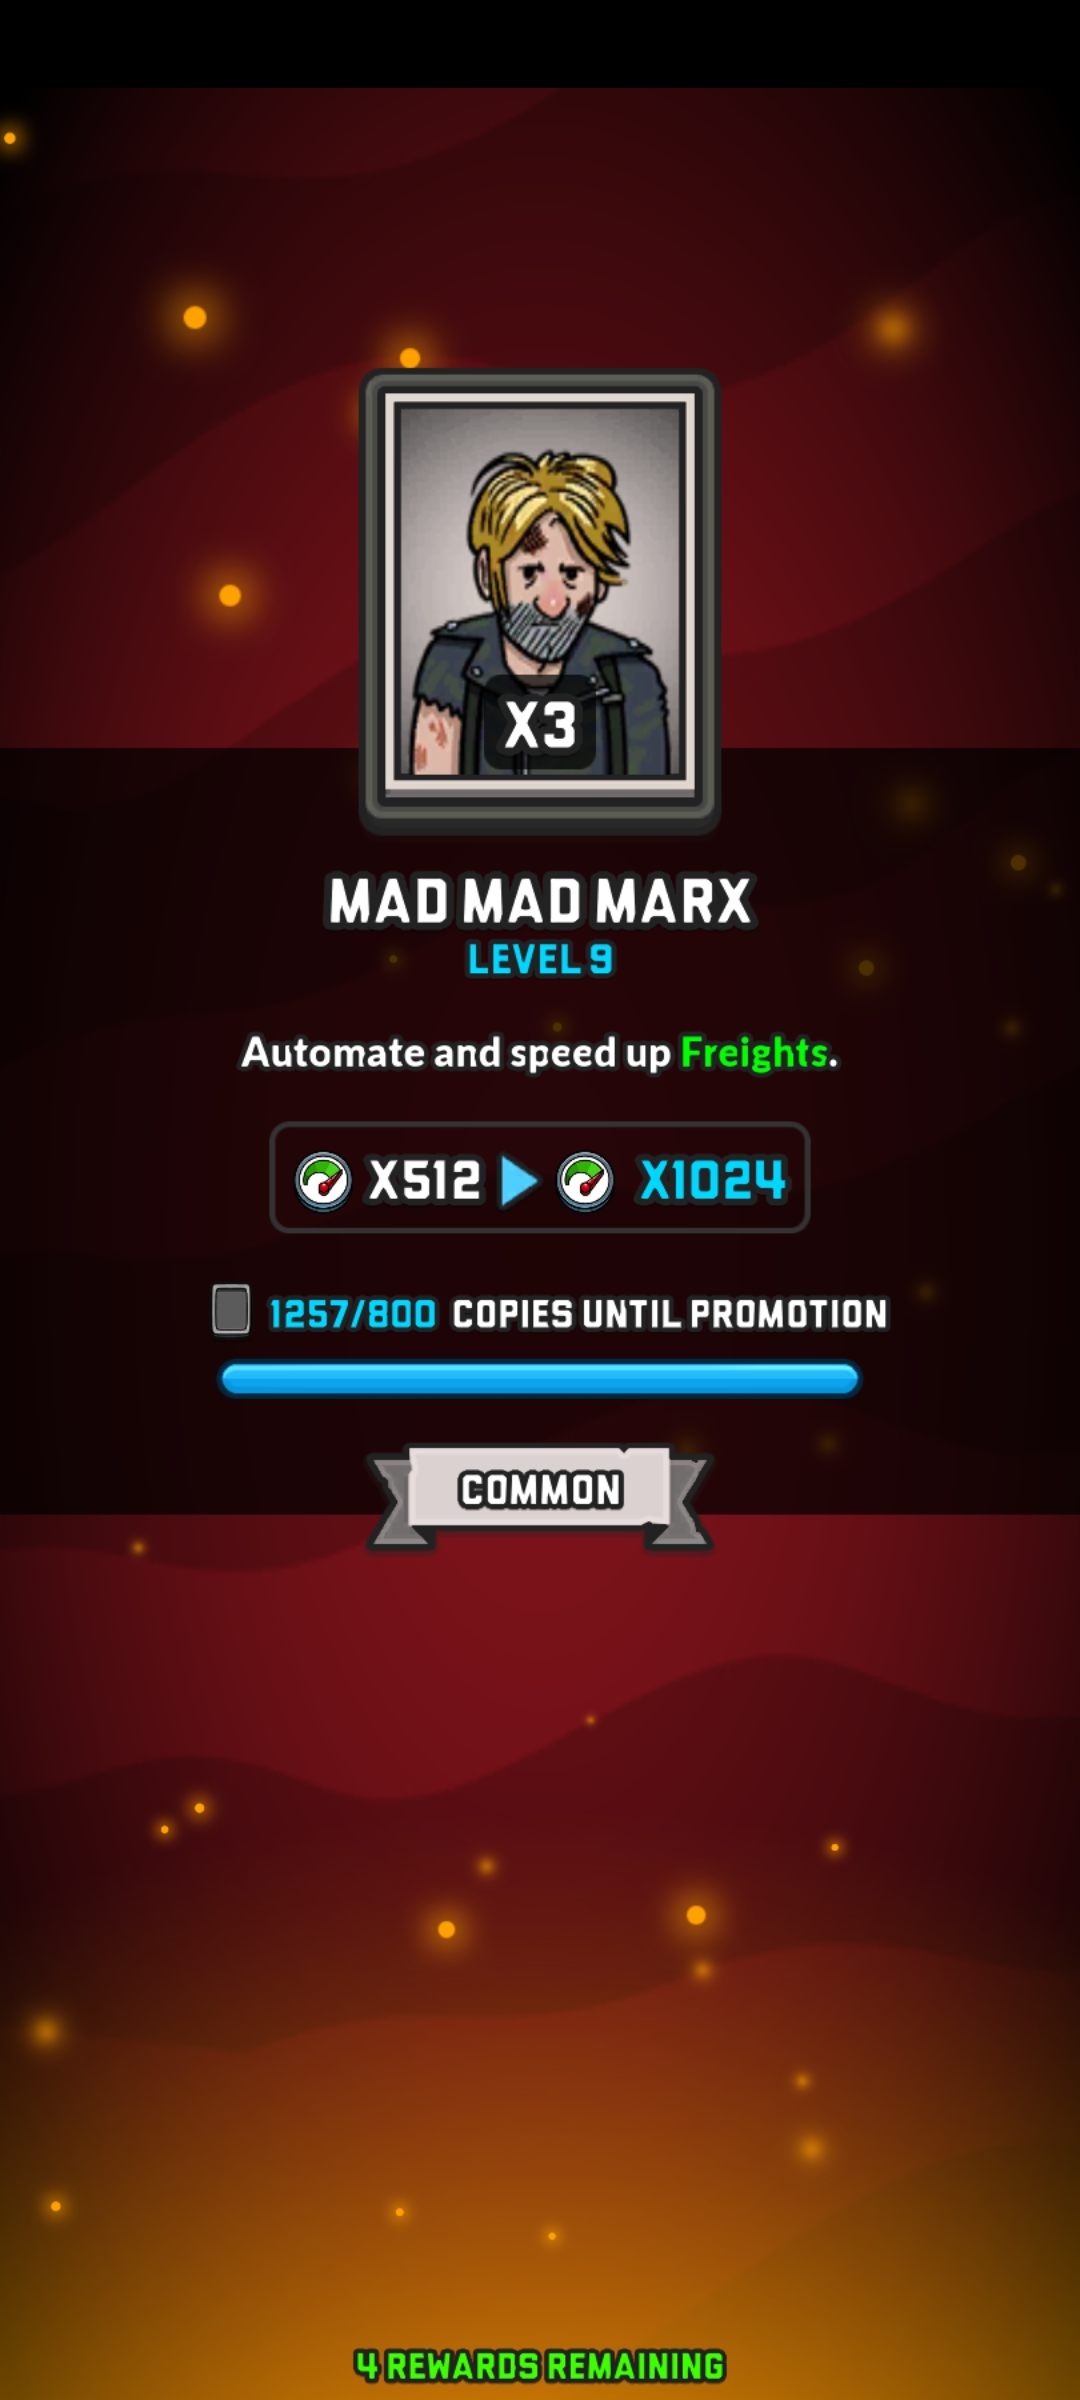 X3
MAD MAD MARX
LEVEL 9
Automate and speed up Freights.
X512 X1024
1257/800 COPIES UNTIL PROMOTION
COMMON
4 REWARDS REMAINING